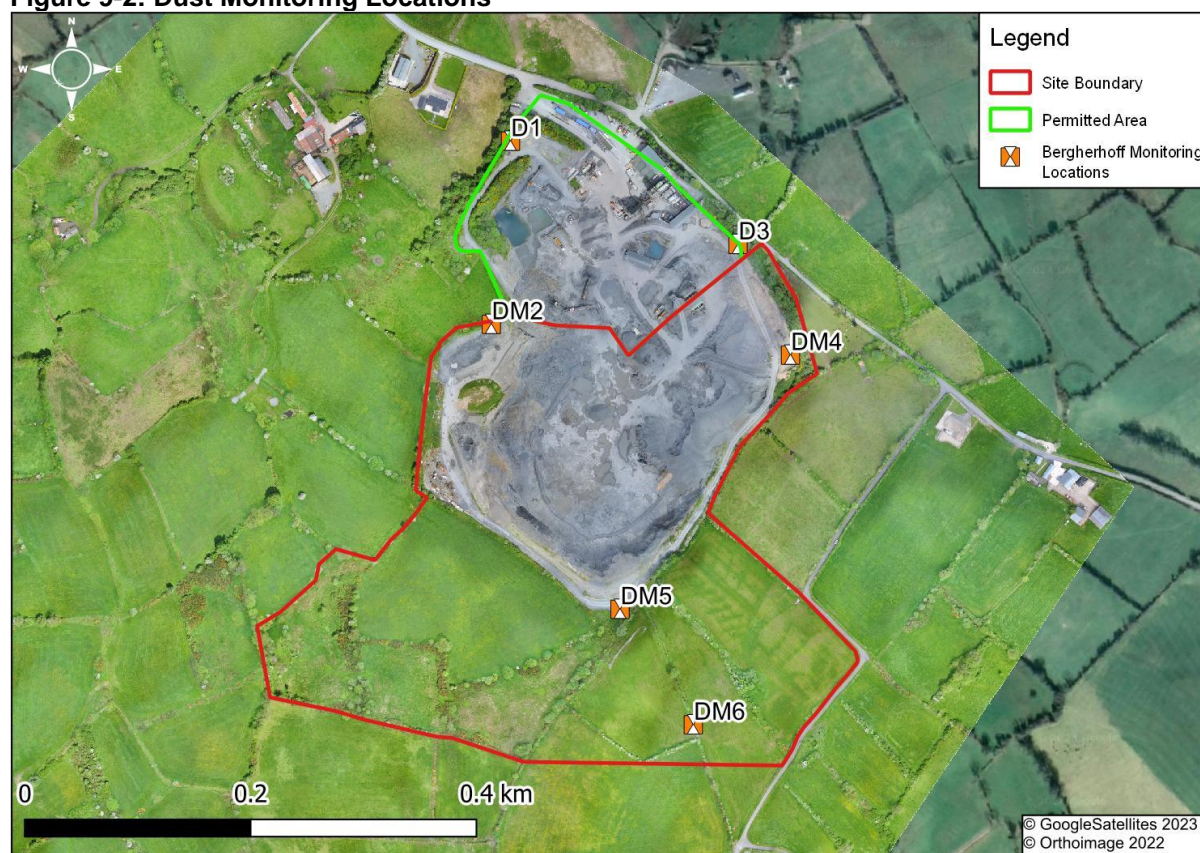 Figure 9-2: Dust Monitoring Locations
N
W
E
S
Legend
Site Boundary
Permitted Area
Bergherhoff Monitoring
Locations
D1
D3
DM2
DM4
DM5
DM6
0
0.2
0.4 km
© GoogleSatellites 2023
© Orthoimage 2022